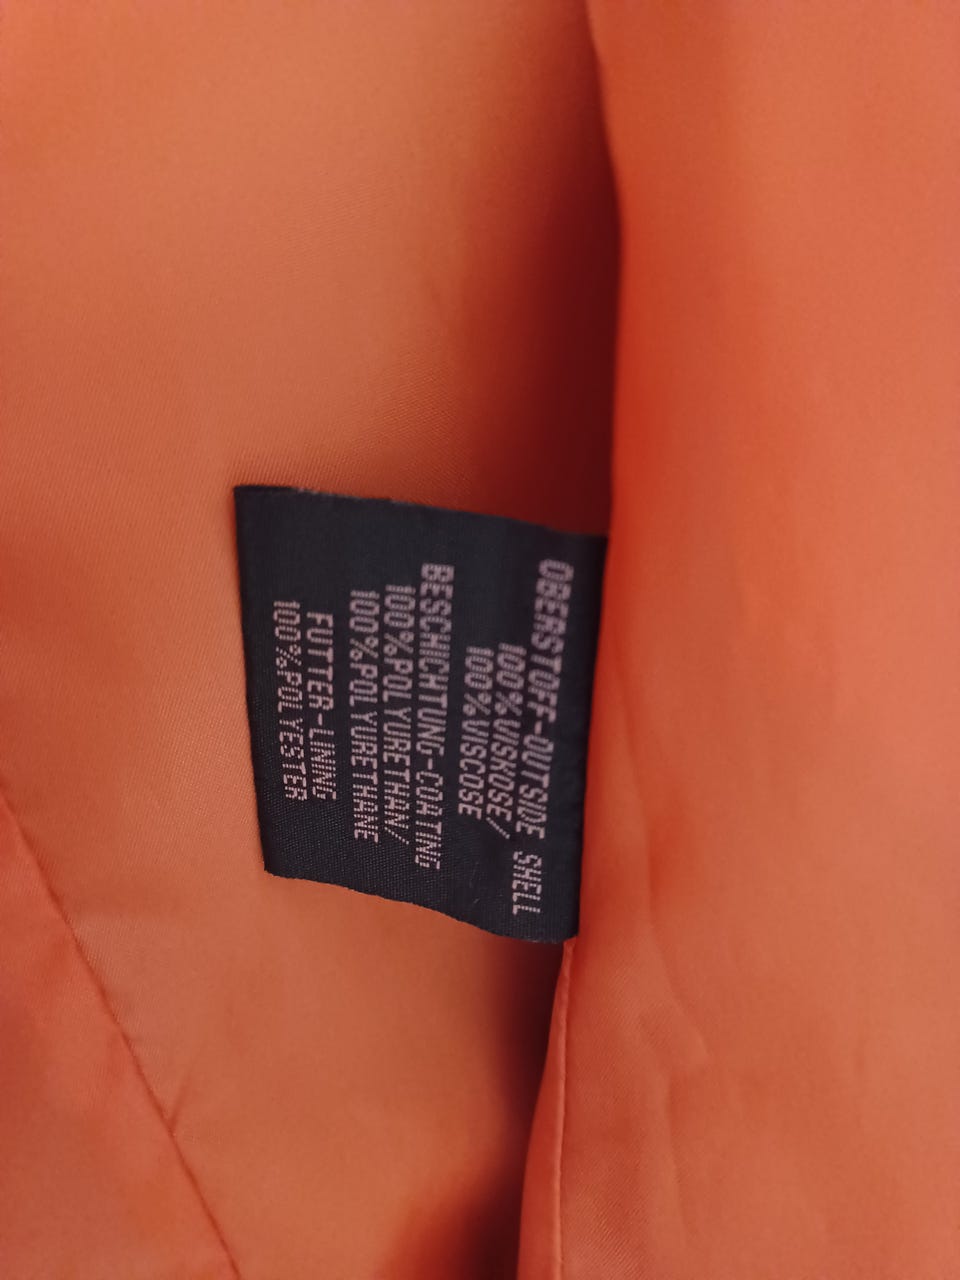 OBERSTOFF-OUTSIDE SHELL
100%VISKOSE/
100%VISCOSE
BESCHICHTUNG-COATING
100%POLYURETHAN/
100%POLYURETHANE
FUTTER-LINING
100%POLYESTER